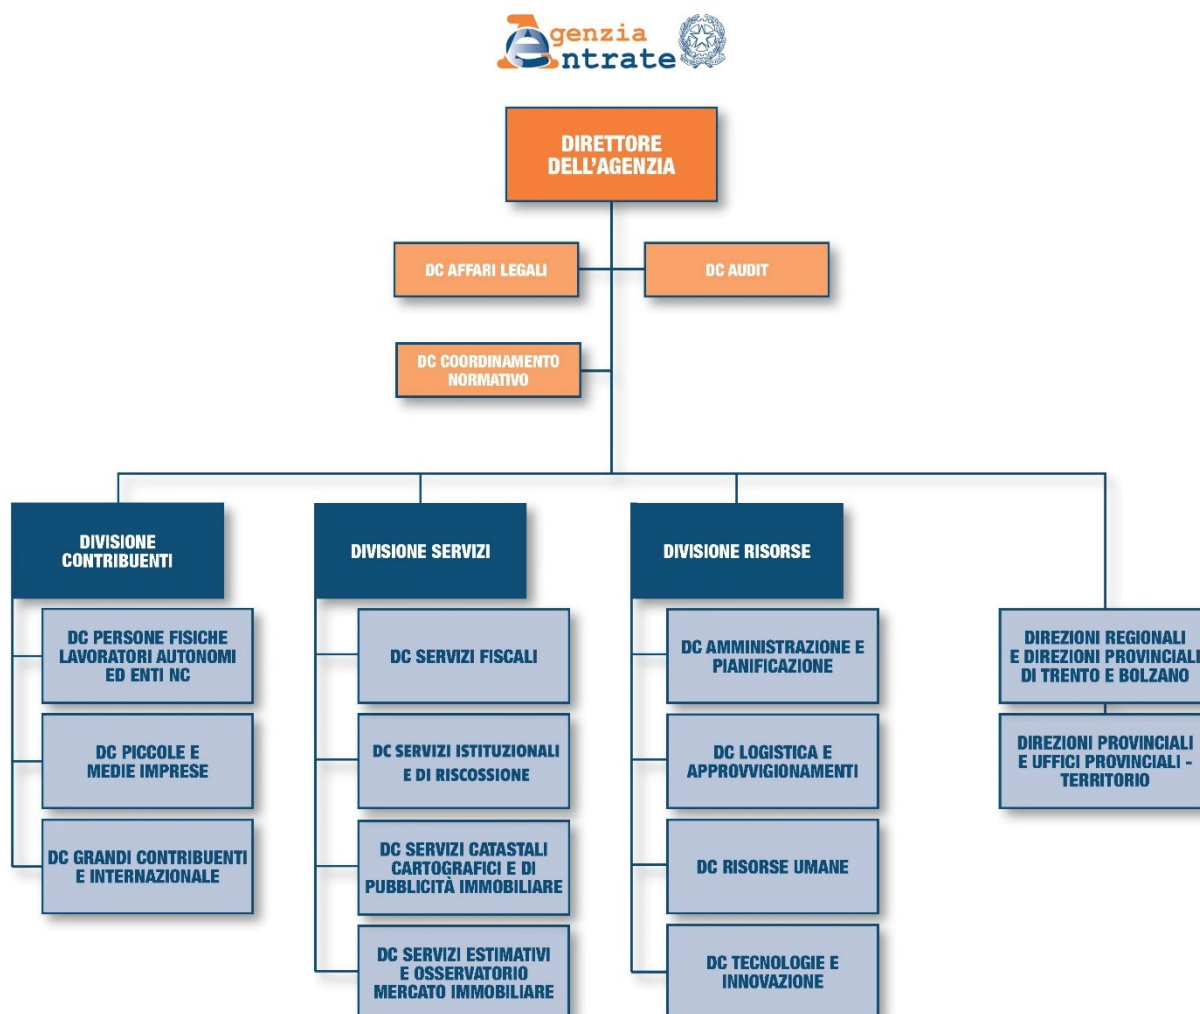 Agenzia
Entrate
DIRETTORE
DELL'AGENZIA
DC AFFARI LEGALI
DC AUDIT
DC COORDINAMENTO
NORMATIVO
DIVISIONE
CONTRIBUENTI
DC PERSONE FISICHE
LAVORATORI AUTONOMI
ED ENTI NC
DC PICCOLE E
MEDIE IMPRESE
DC GRANDI CONTRIBUENTI
E INTERNAZIONALE
DIVISIONE SERVIZI
DC SERVIZI FISCALI
DC SERVIZI ISTITUZIONALI
E DI RISCOSSIONE
DC SERVIZI CATASTALI
CARTOGRAFICI E DI
PUBBLICITÀ IMMOBILIARE
DC SERVIZI ESTIMATIVI
E OSSERVATORIO
MERCATO IMMOBILIARE
DIVISIONE RISORSE
DC AMMINISTRAZIONE E
PIANIFICAZIONE
DC LOGISTICA E
APPROVVIGIONAMENTI
DC RISORSE UMANE
DC TECNOLOGIE E
INNOVAZIONE
DIREZIONI REGIONALI
E DIREZIONI PROVINCIALI
DI TRENTO E BOLZANO
DIREZIONI PROVINCIALI
E UFFICI PROVINCIALI -
TERRITORIO